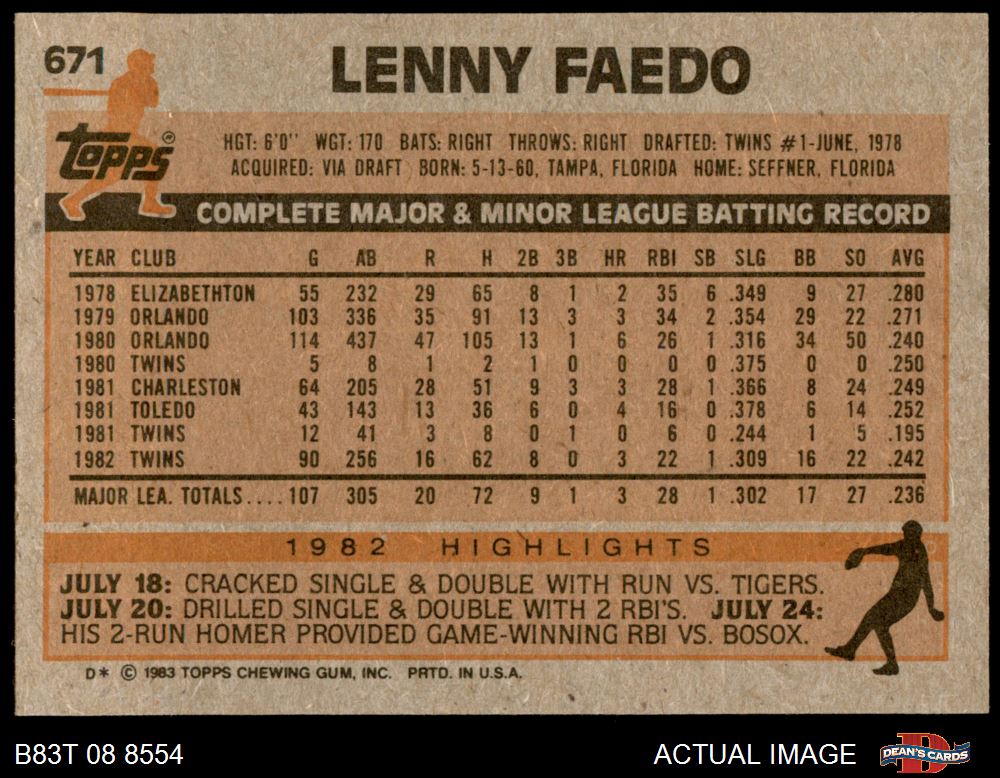 671
LENNY FAEDO
Topps®
HGT: 6'0" WGT: 170 BATS: RIGHT THROWS: RIGHT DRAFTED: TWINS #1-JUNE, 1978
ACQUIRED: VIA DRAFT BORN: 5-13-60, TAMPA, FLORIDA HOME: SEFFNER, FLORIDA
COMPLETE MAJOR & MINOR LEAGUE BATTING RECORD
YEAR CLUB G AB R H 2B 3B HR RBI SB SLG BB SO AVG
1978 ELIZABETHTON 55 232 29 65 8 1 2 35 6 .349 9 27 .280
1979 ORLANDO 103 336 35 91 13 3 3 34 2 .354 29 22 .271
1980 ORLANDO 114 437 47 105 13 1 6 26 1 .316 34 50 .240
1980 TWINS 5 8 1 2 1 0 0 0 0 .375 0 0 .250
1981 CHARLESTON 64 205 28 51 9 3 3 28 1 .366 8 24 .249
1981 TOLEDO 43 143 13 36 6 0 4 16 0 .378 6 14 .252
1981 TWINS 12 41 3 8 0 1 0 6 0 .244 1 5 .195
1982 TWINS 90 256 16 62 8 0 3 22 1 .309 16 22 .242
MAJOR LEA. TOTALS.... 107 305 20 72 9 1 3 28 1 .302 17 27 .236
1982 HIGHLIGHTS
JULY 18: CRACKED SINGLE & DOUBLE WITH RUN VS. TIGERS.
JULY 20: DRILLED SINGLE & DOUBLE WITH 2 RBI'S. JULY 24:
HIS 2-RUN HOMER PROVIDED GAME-WINNING RBI VS. BOSOX.
D* © 1983 TOPPS CHEWING GUM, INC. PRTD. IN U.S.A.
B83T 08 8554
ACTUAL IMAGE
D
DEAN'S CARDS